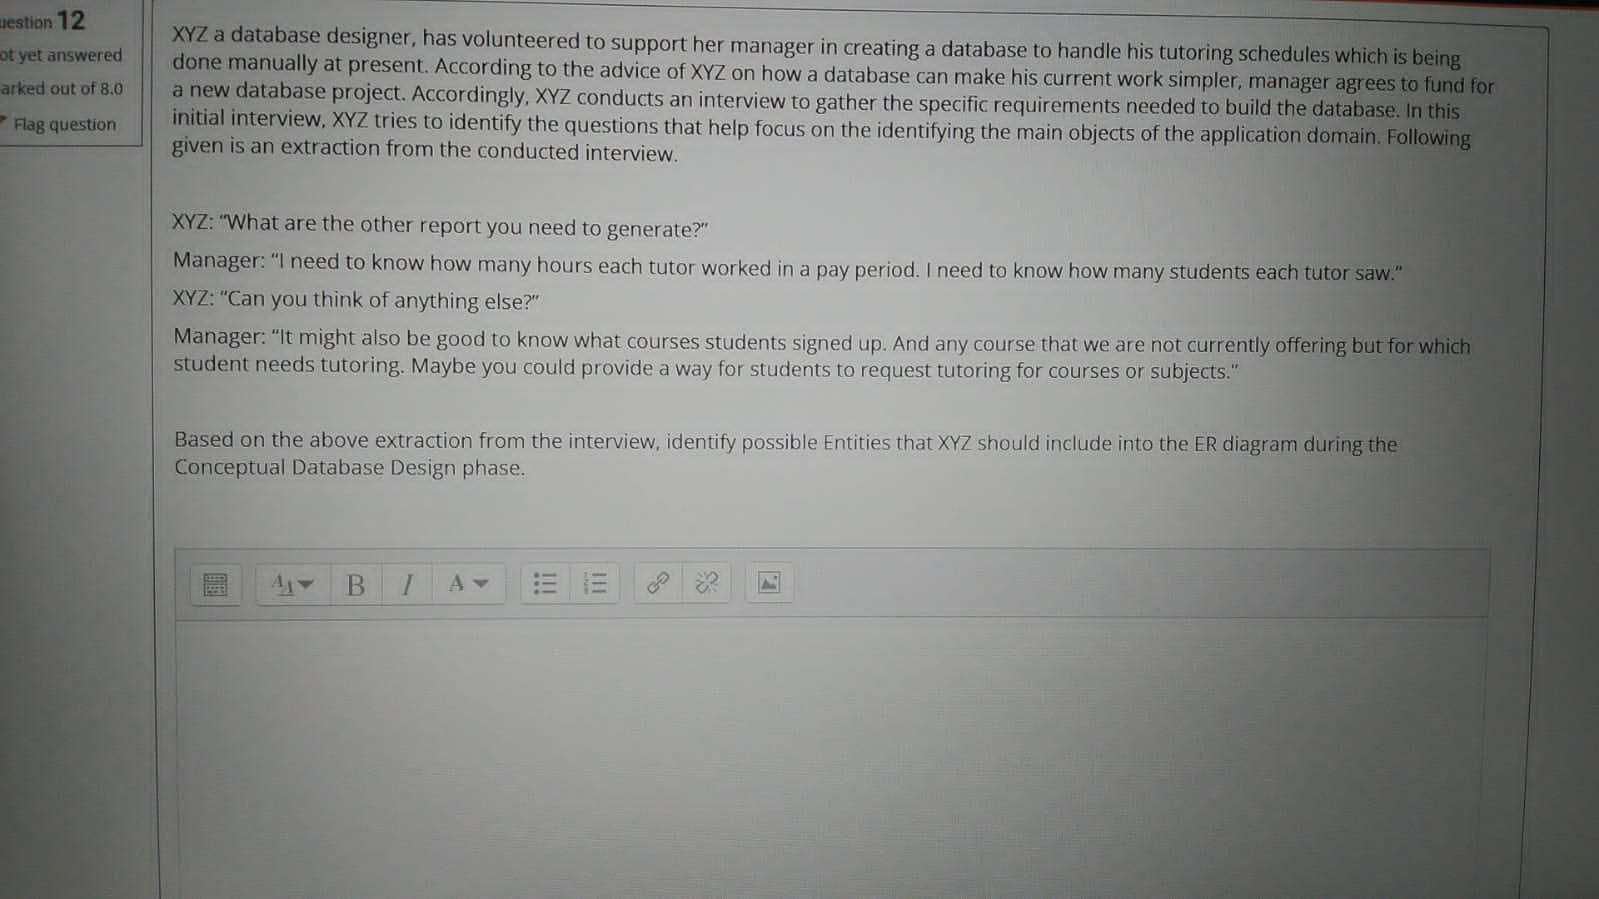 uestion 12
ot yet answered
arked out of 8.0
Flag question
XYZ a database designer, has volunteered to support her manager in creating a database to handle his tutoring schedules which is being
done manually at present. According to the advice of XYZ on how a database can make his current work simpler, manager agrees to fund for
a new database project. Accordingly, XYZ conducts an interview to gather the specific requirements needed to build the database. In this
initial interview, XYZ tries to identify the questions that help focus on the identifying the main objects of the application domain. Following
given is an extraction from the conducted interview.
XYZ: "What are the other report you need to generate?"
Manager: "I need to know how many hours each tutor worked in a pay period. I need to know how many students each tutor saw."
XYZ: "Can you think of anything else?"
Manager: "It might also be good to know what courses students signed up. And any course that we are not currently offering but for which
student needs tutoring. Maybe you could provide a way for students to request tutoring for courses or subjects."
Based on the above extraction from the interview, identify possible Entities that XYZ should include into the ER diagram during the
Conceptual Database Design phase.
AA B I A